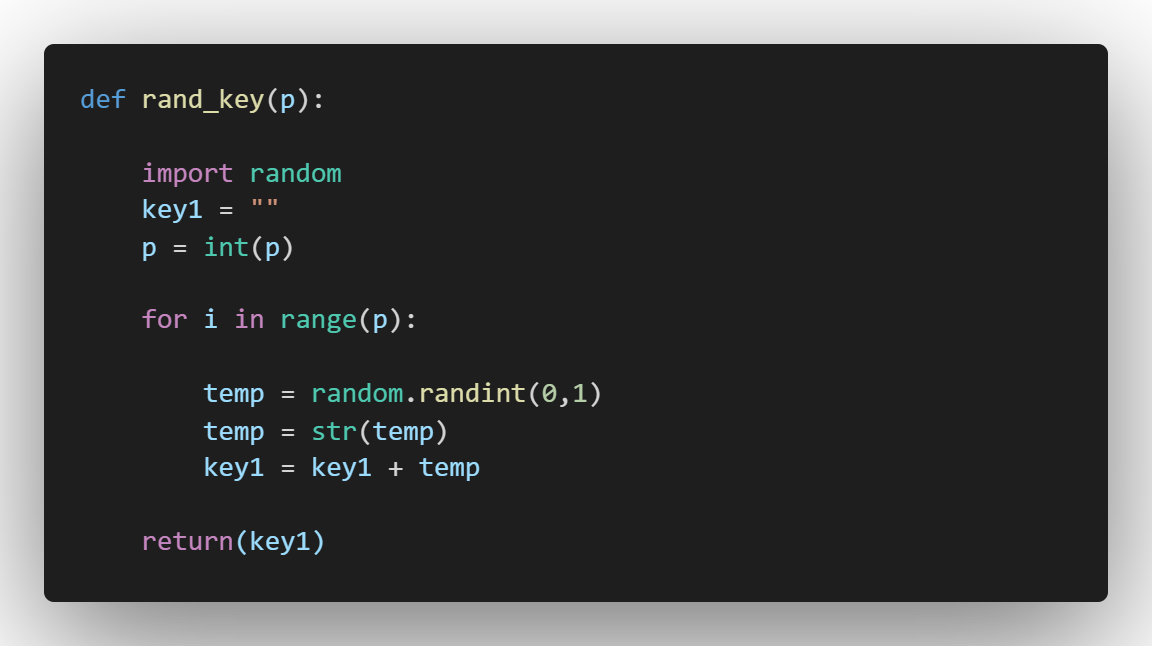 def rand_key(p):
    import random
    key1 = ""
    p = int(p)
    for i in range(p):
        temp = random.randint(0,1)
        temp = str(temp)
        key1 = key1 + temp
    return(key1)